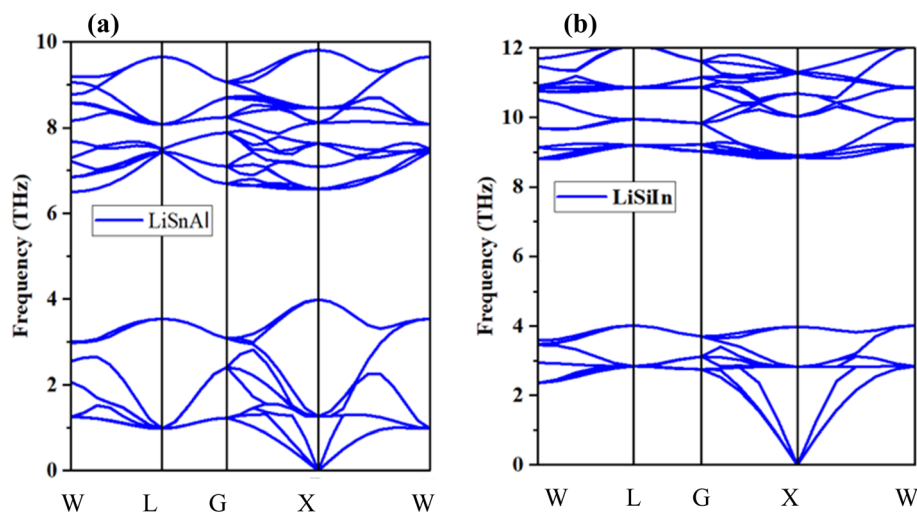 (a)
10
8
6
4
2
0
Frequency (THz)
LiSnAl
W L G X W
(b)
12
10
8
6
4
2
0
Frequency (THz)
LiSiIn
W L G X W